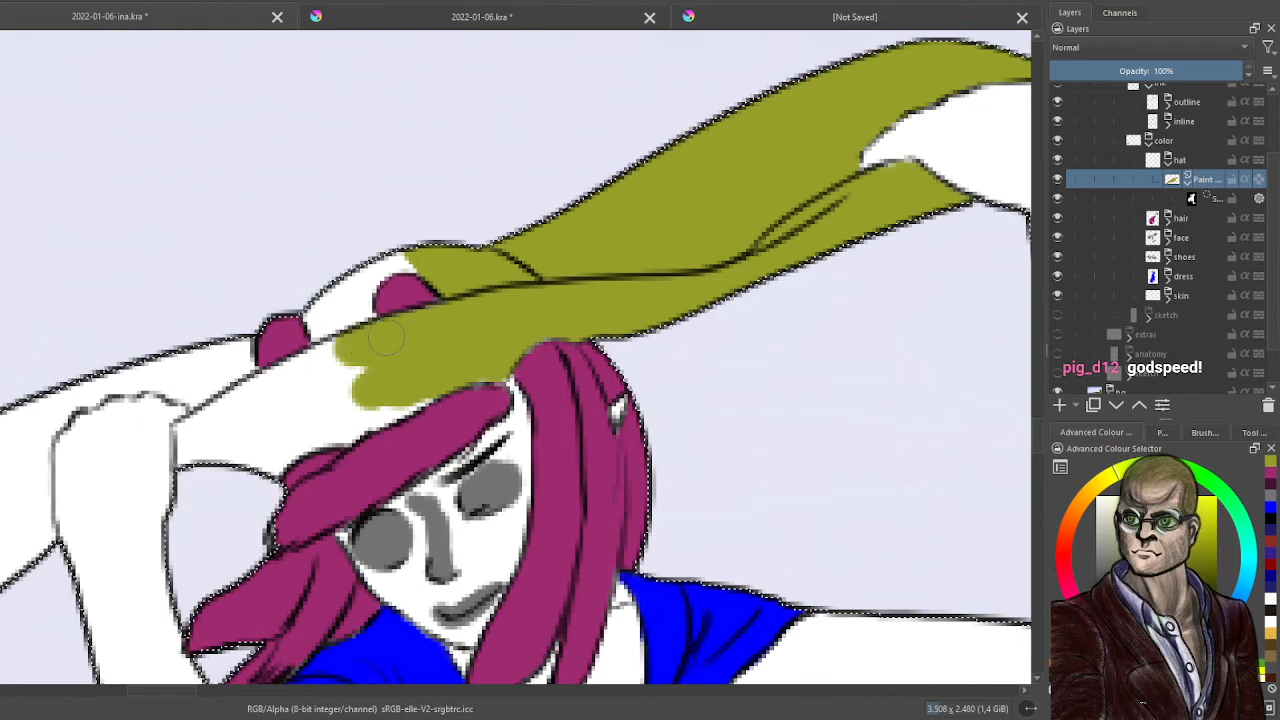 2022-01-06-ina.kra *
2022-01-06.kra *
[Not Saved]
Layers
Channels
Layers
Normal
Opacity: 100%
outline
inline
color
hat
Paint ...
S...
hair
face
shoes
dress
skin
sketch
extras
anatomy
pig_d12 godspeed!
Advanced Colour ...
P...
Brush...
Tool ...
Advanced Colour Selector
RGB/Alpha (8-bit integer/channel) sRGB-elle-V2-srgbtrc.icc
3.508 x 2.480 (1,4 GiB)